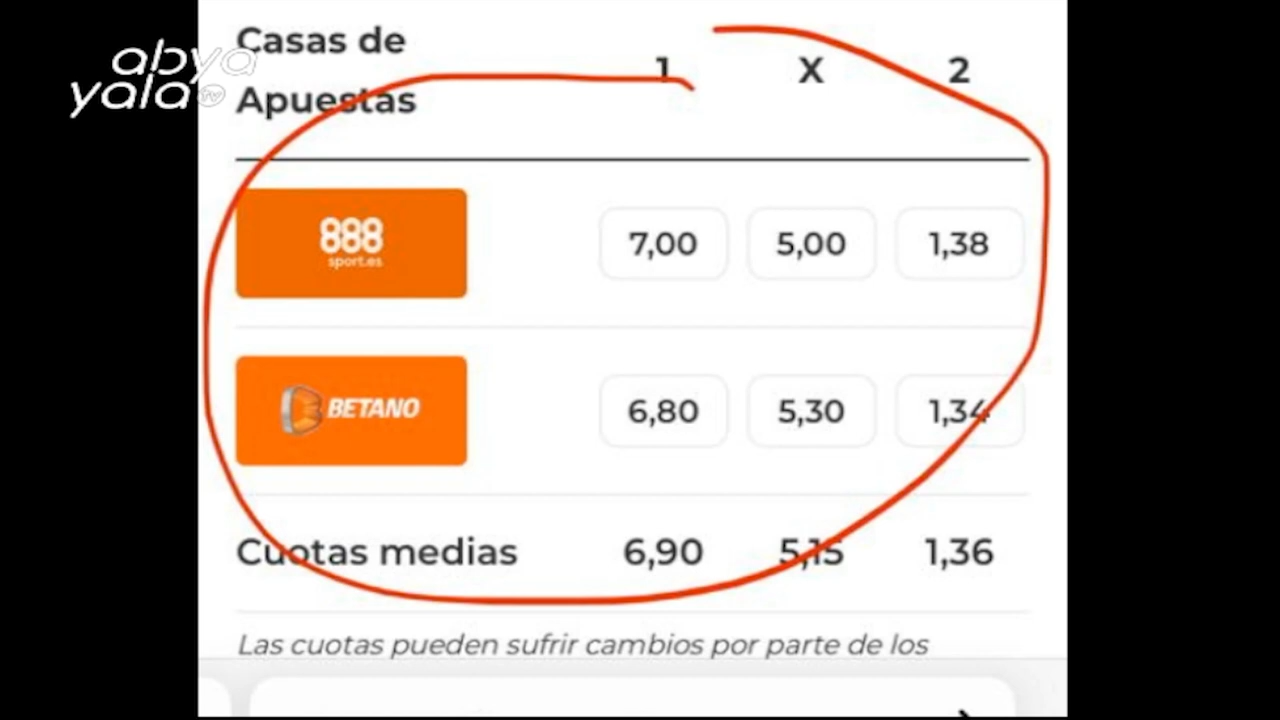 abya
yala tv
Casas de
Apuestas
1 X 2
888
sport.es
7,00 5,00 1,38
BETANO
6,80 5,30 1,34
Cuotas medias 6,90 5,15 1,36
Las cuotas pueden sufrir cambios por parte de los